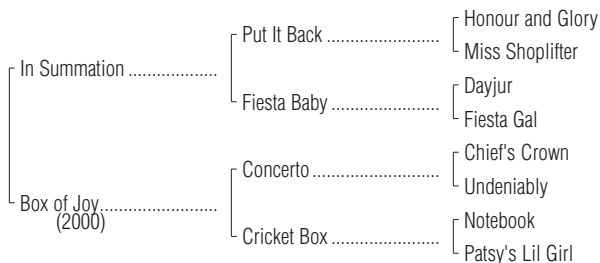 Honour and Glory
Put It Back ..........................
Miss Shoplifter
In Summation ....................
Dayjur
Fiesta Baby .........................
Fiesta Gal
Chief's Crown
Concerto .............................
Undeniably
Box of Joy..........................
(2000)
Notebook
Cricket Box .........................
Patsy's Lil Girl